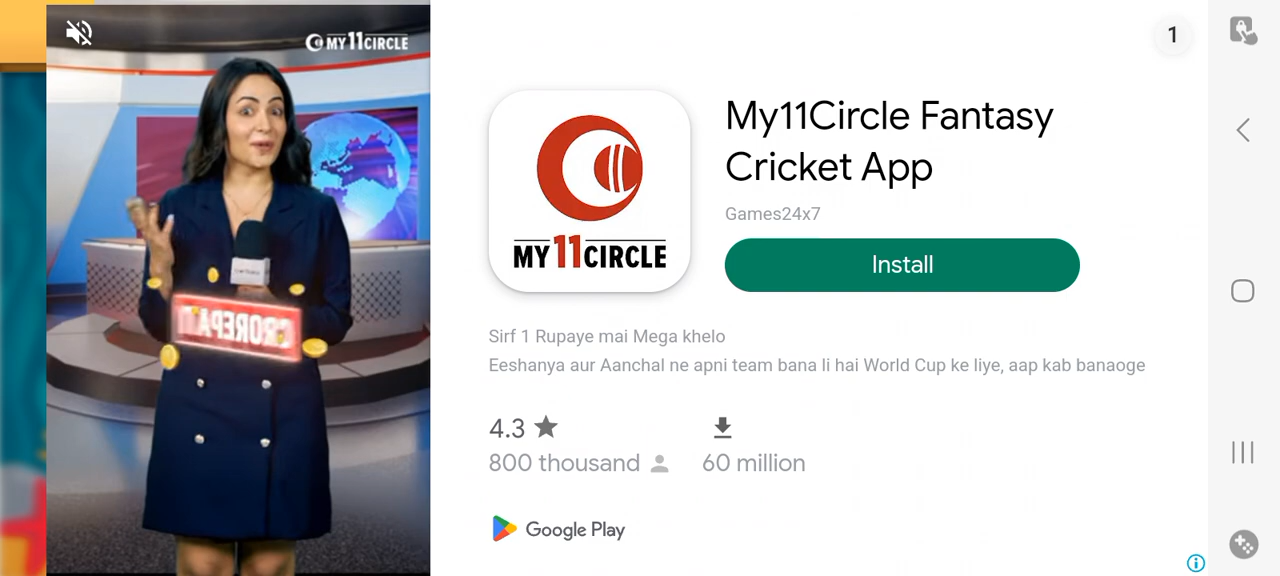 MY11CIRCLE
1
My11Circle Fantasy
Cricket App
Games24x7
Install
MY11CIRCLE
Sirf 1 Rupaye mai Mega khelo
Eeshanya aur Aanchal ne apni team bana li hai World Cup ke liye, aap kab banaoge
4.3
800 thousand
60 million
Google Play